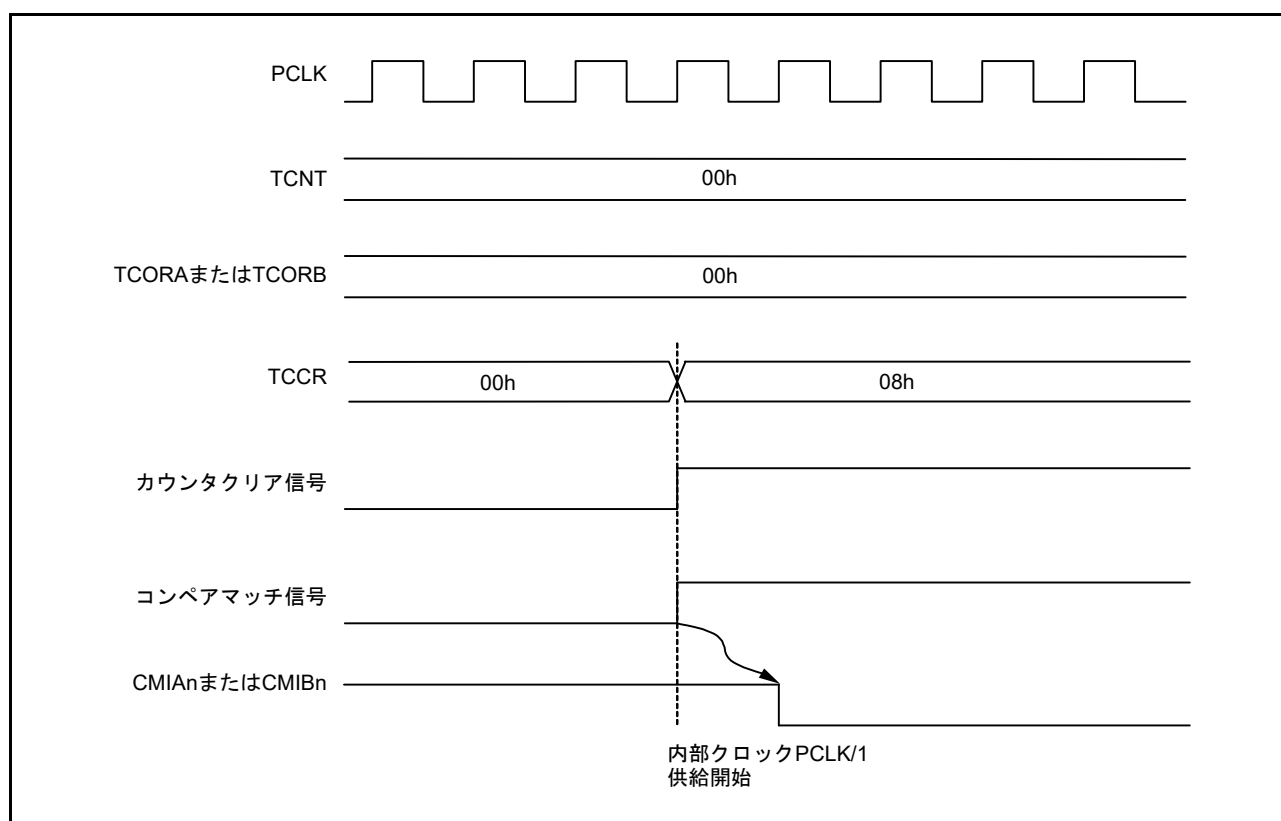 PCLK
TCNT
00h
TCORAまたはTCORB
00h
TCCR
00h
08h
カウンタクリア信号
コンペアマッチ信号
CMIAnまたはCMIBn
内部クロックPCLK/1
供給開始